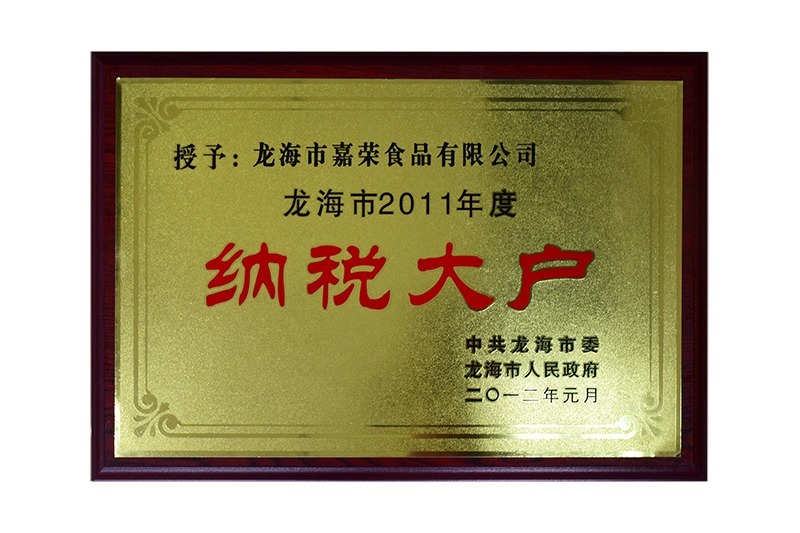 授予：龙海市嘉荣食品有限公司
龙海市2011年度
纳税大户
中共龙海市委
龙海市人民政府
二〇一二年元月